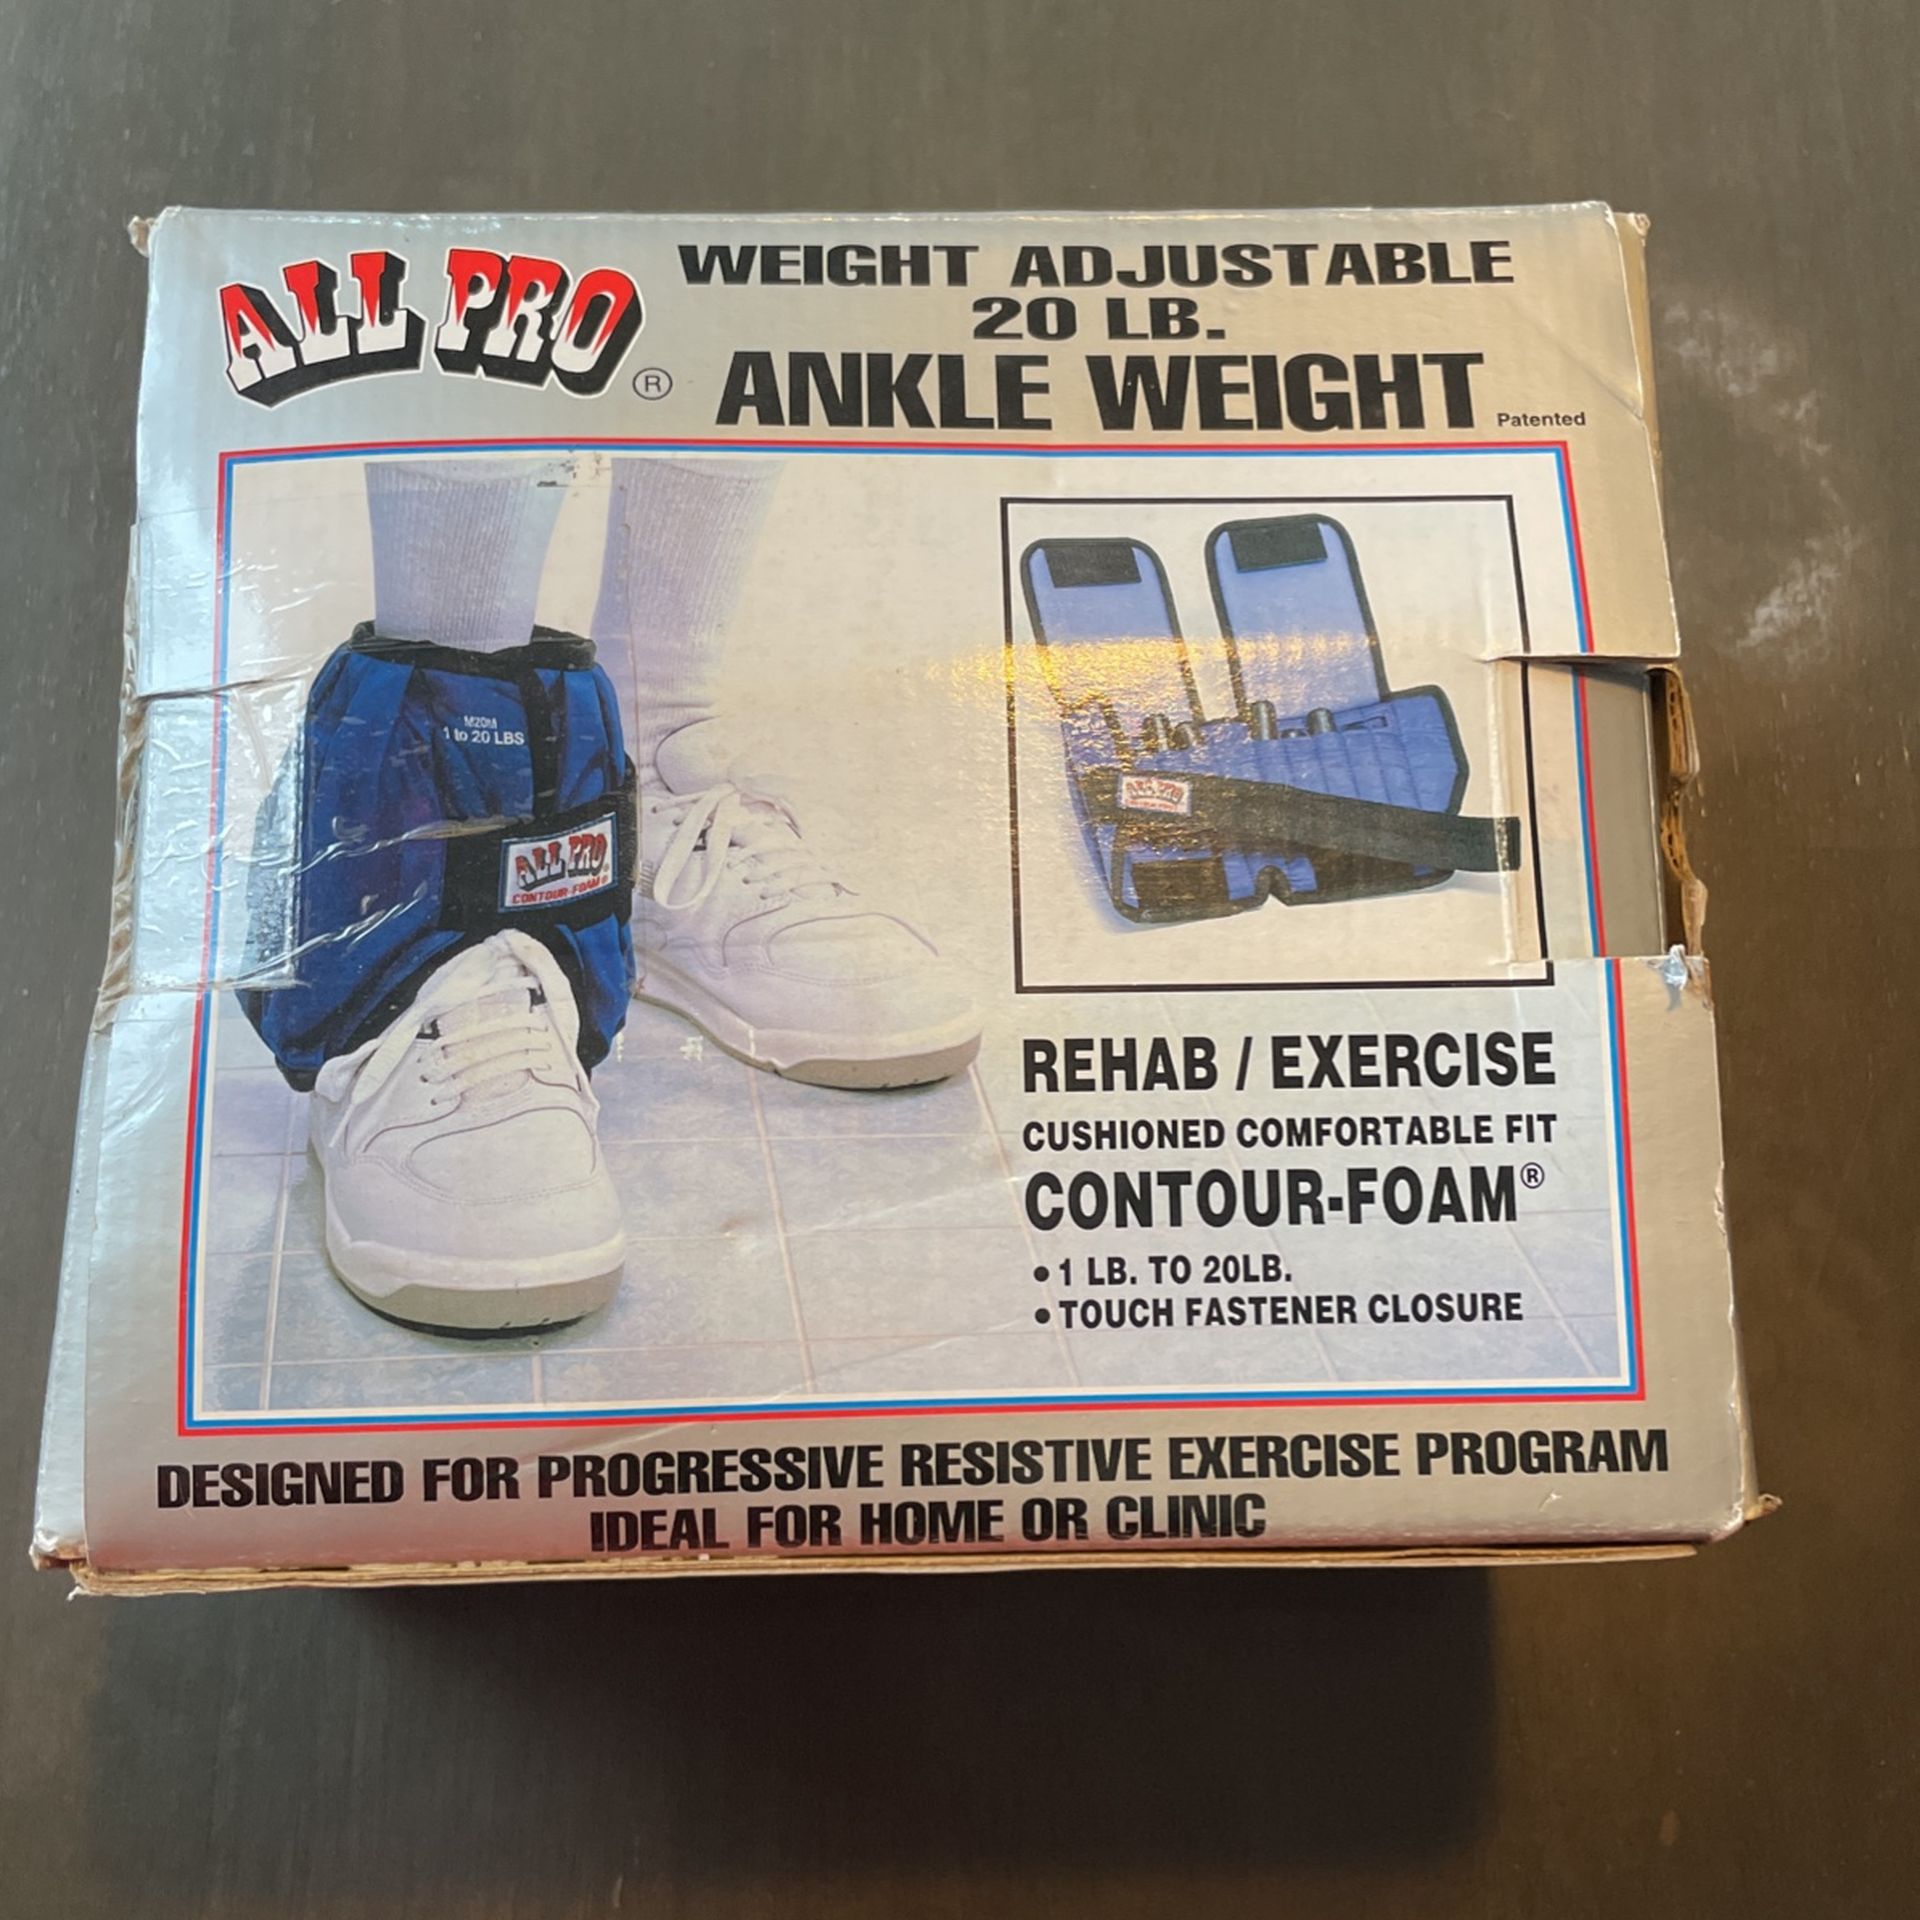 ALL PRO ®
WEIGHT ADJUSTABLE
20 LB.
ANKLE WEIGHT Patented
M20M
1 to 20 LBS
ALL PRO®
CONTOUR-FOAM®
ALL PRO
REHAB / EXERCISE
CUSHIONED COMFORTABLE FIT
CONTOUR-FOAM®
• 1 LB. TO 20LB.
• TOUCH FASTENER CLOSURE
DESIGNED FOR PROGRESSIVE RESISTIVE EXERCISE PROGRAM
IDEAL FOR HOME OR CLINIC